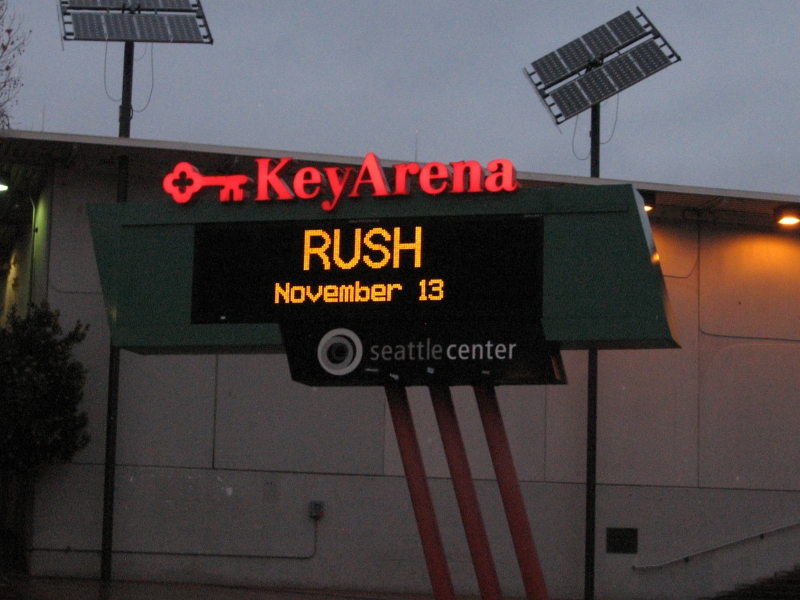 KeyArena
RUSH
November 13
seattlecenter